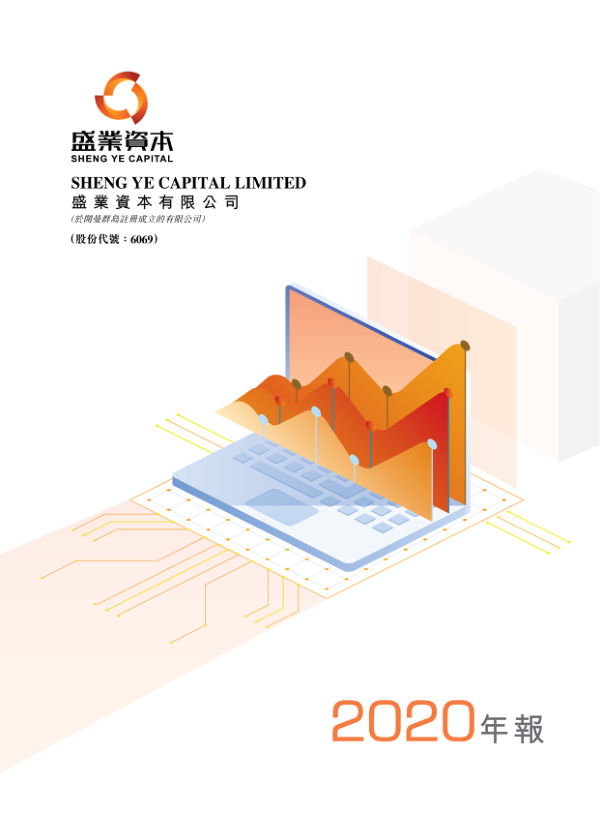 盛業資本
SHENG YE CAPITAL
SHENG YE CAPITAL LIMITED
盛業資本有限公司
(於開曼群島註冊成立的有限公司)
(股份代號：6069)
2020年報